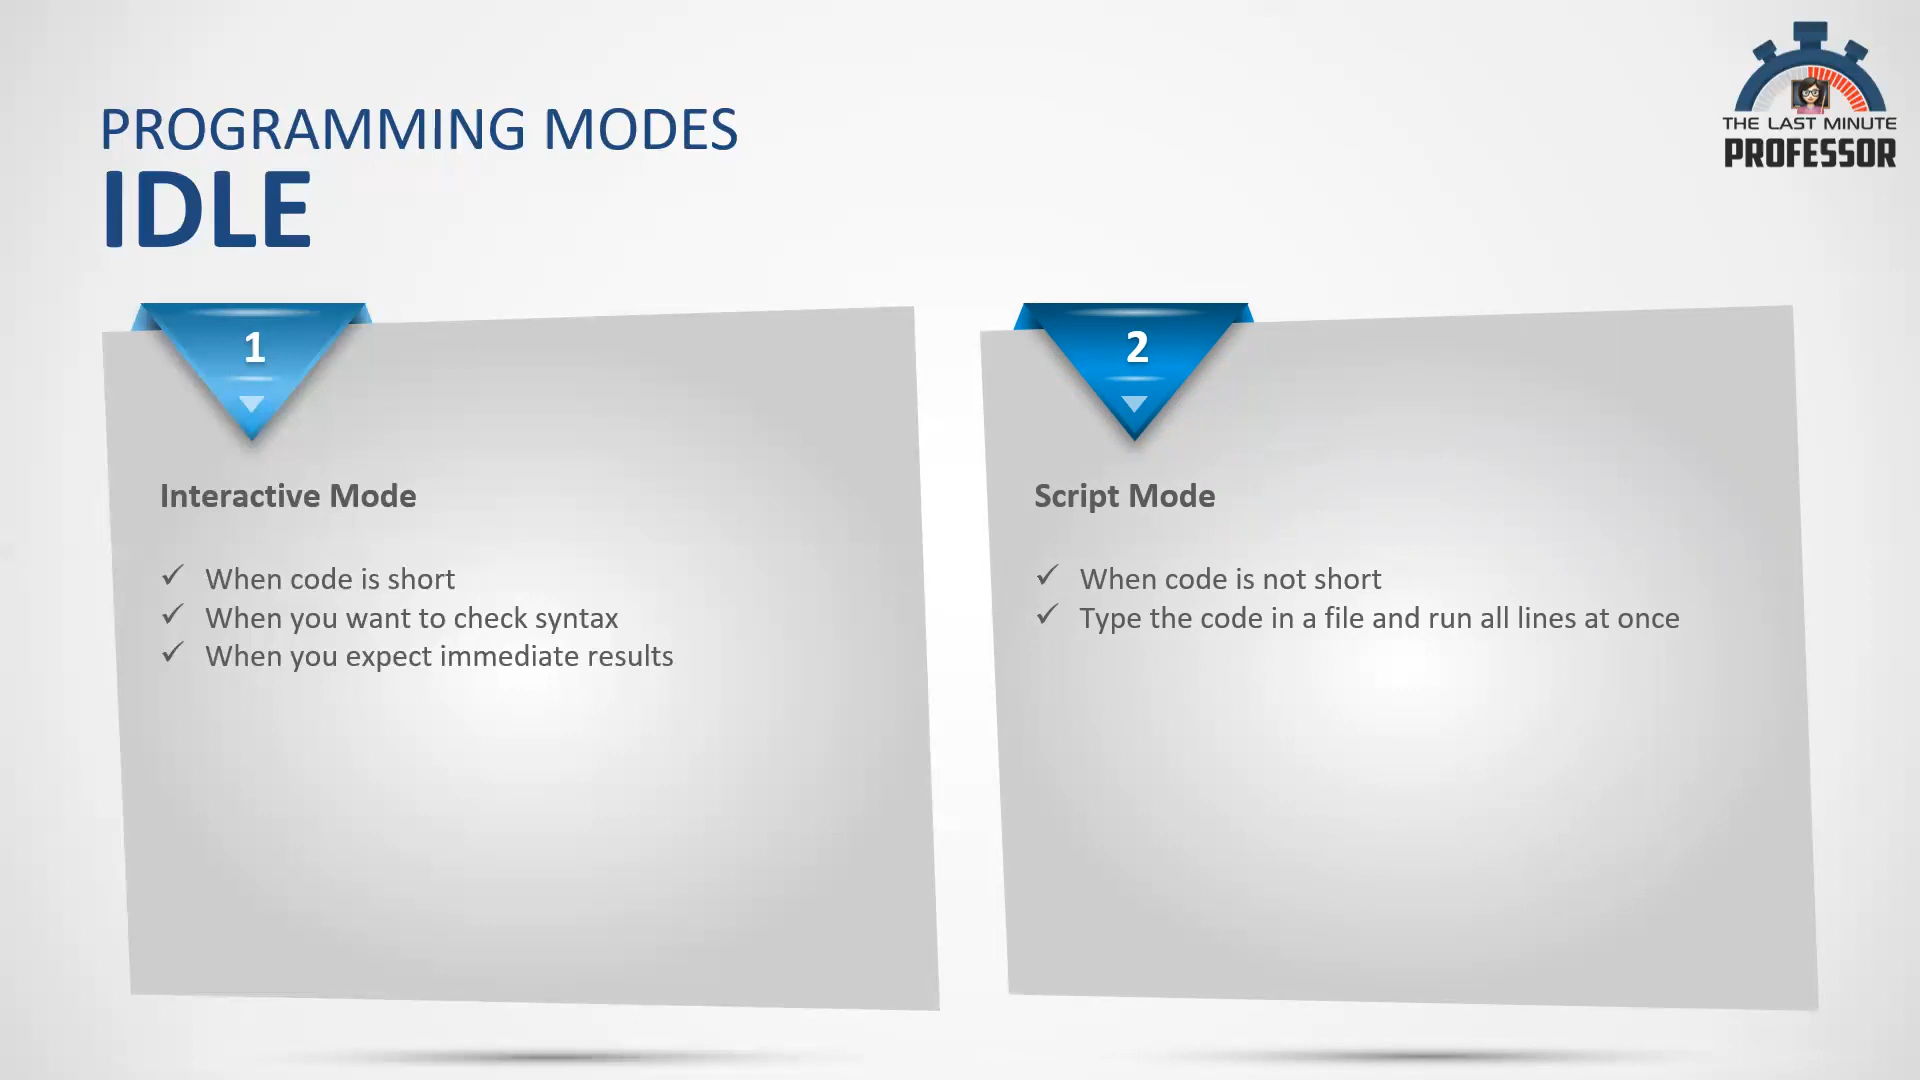 PROGRAMMING MODES
IDLE
THE LAST MINUTE
PROFESSOR
1
Interactive Mode
✓ When code is short
✓ When you want to check syntax
✓ When you expect immediate results
2
Script Mode
✓ When code is not short
✓ Type the code in a file and run all lines at once